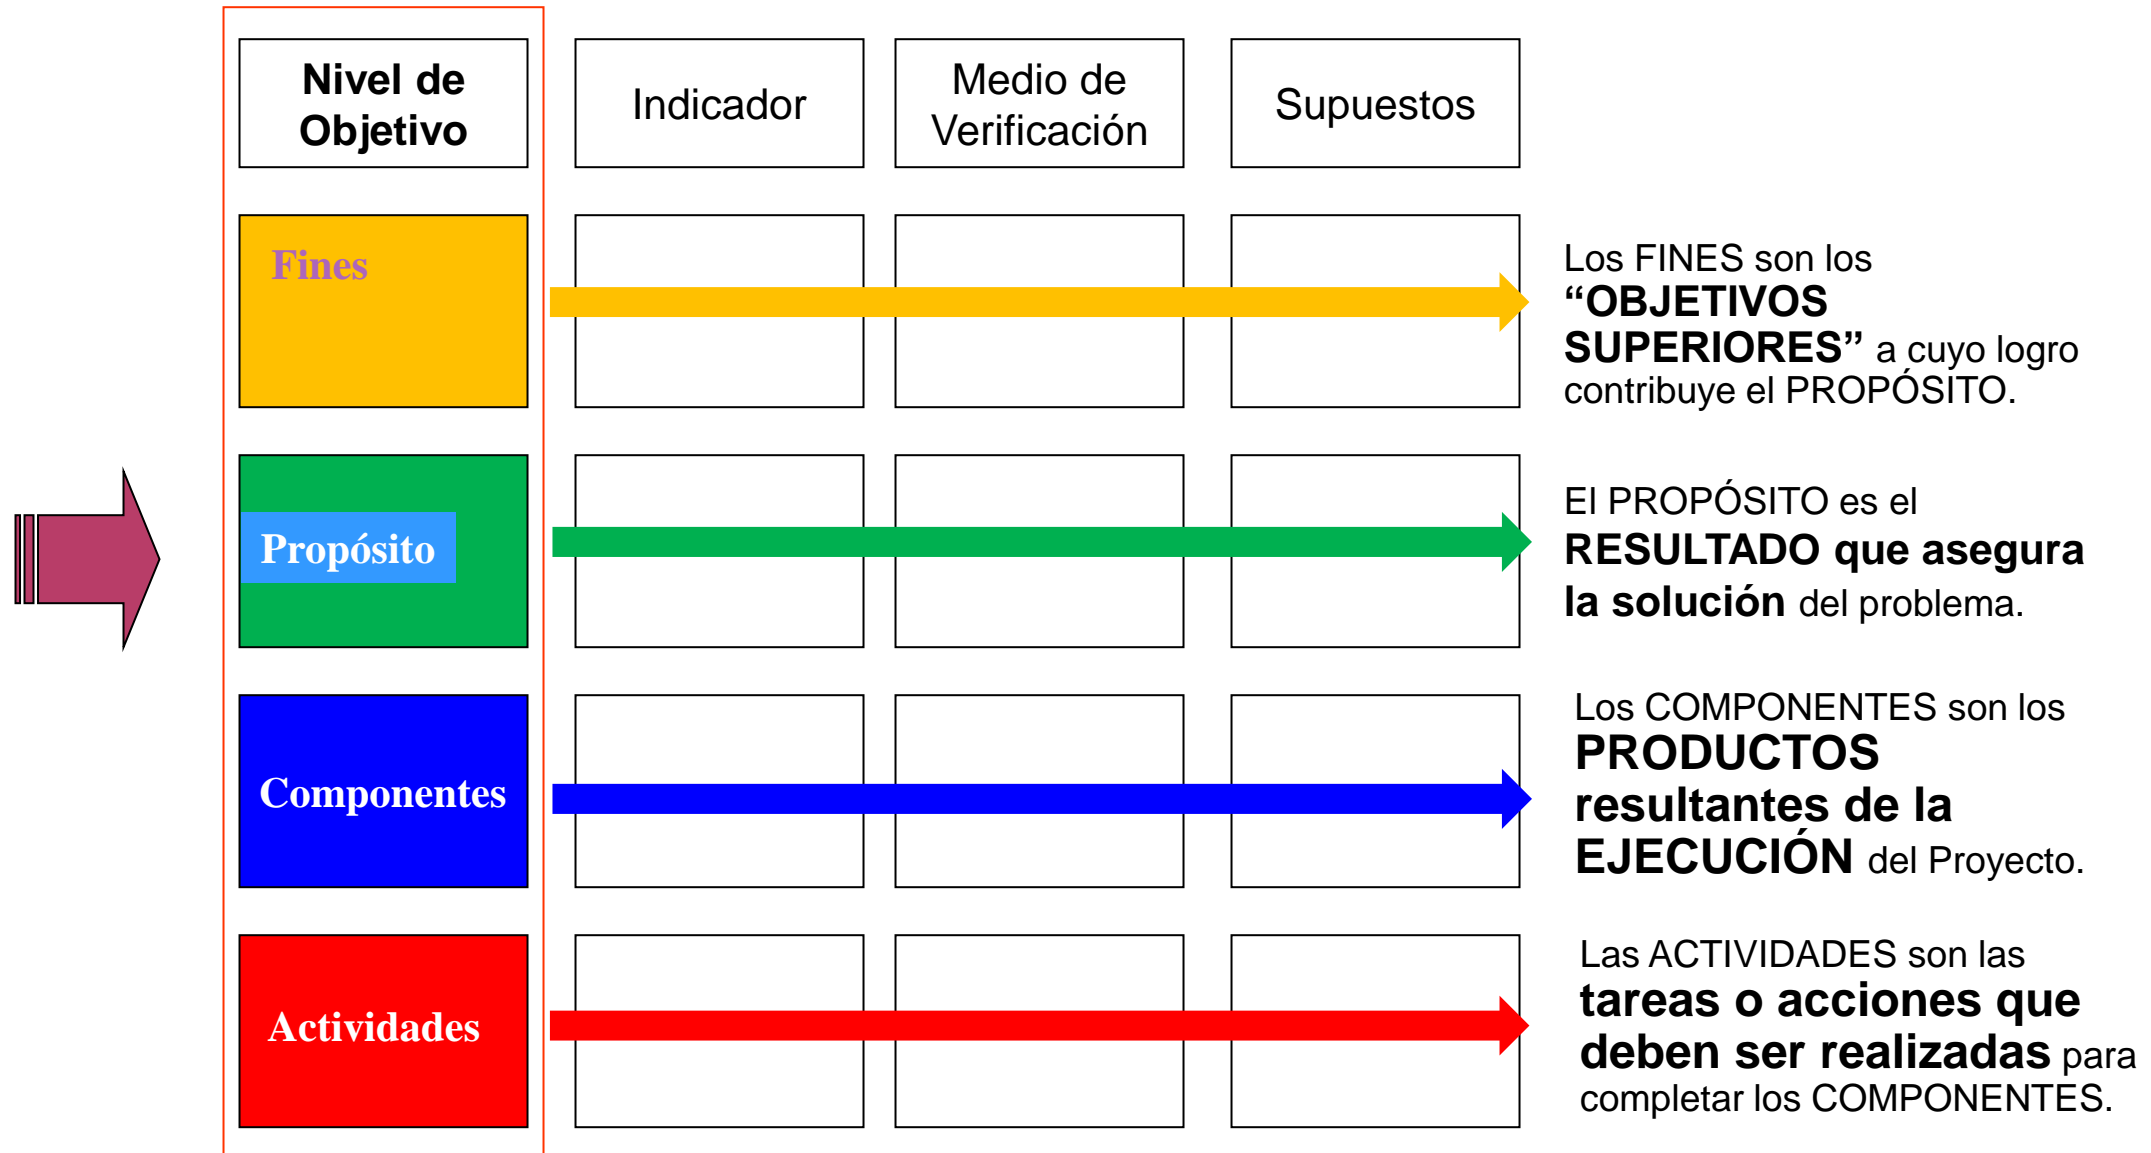 Nivel de
Objetivo
Indicador
Medio de
Verificación
Supuestos
Fines
Los FINES son los
“OBJETIVOS
SUPERIORES” a cuyo logro
contribuye el PROPÓSITO.
Propósito
El PROPÓSITO es el
RESULTADO que asegura
la solución del problema.
Componentes
Los COMPONENTES son los
PRODUCTOS
resultantes de la
EJECUCIÓN del Proyecto.
Actividades
Las ACTIVIDADES son las
tareas o acciones que
deben ser realizadas para
completar los COMPONENTES.